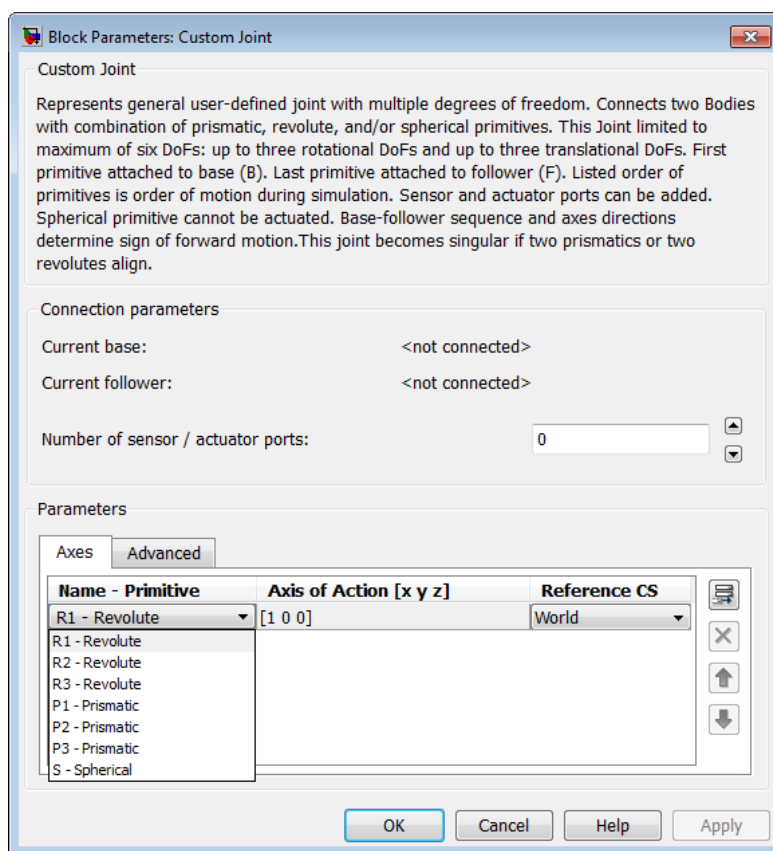 Block Parameters: Custom Joint
Custom Joint
Represents general user-defined joint with multiple degrees of freedom. Connects two Bodies
with combination of prismatic, revolute, and/or spherical primitives. This Joint limited to
maximum of six DoFs: up to three rotational DoFs and up to three translational DoFs. First
primitive attached to base (B). Last primitive attached to follower (F). Listed order of
primitives is order of motion during simulation. Sensor and actuator ports can be added.
Spherical primitive cannot be actuated. Base-follower sequence and axes directions
determine sign of forward motion.This joint becomes singular if two prismatics or two
revolutes align.
Connection parameters
Current base: <not connected>
Current follower: <not connected>
Number of sensor / actuator ports: 0
Parameters
Axes Advanced
Name - Primitive Axis of Action [x y z] Reference CS
R1 - Revolute [1 0 0] World
R1 - Revolute
R2 - Revolute
R3 - Revolute
P1 - Prismatic
P2 - Prismatic
P3 - Prismatic
S - Spherical
OK Cancel Help Apply